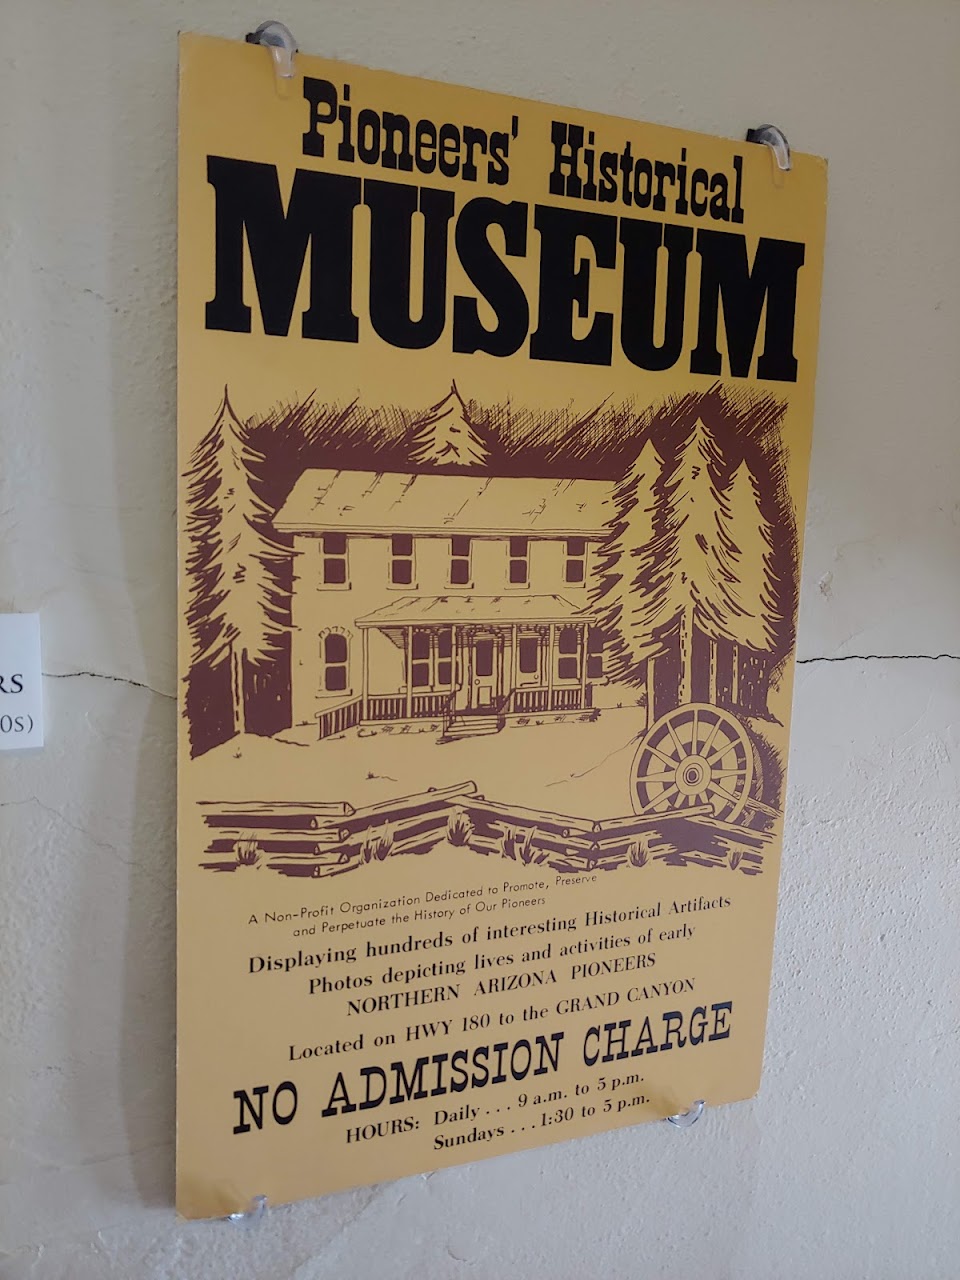 Pioneers' Historical
MUSEUM
RS
0S)
A Non-Profit Organization Dedicated to Promote, Preserve
and Perpetuate the History of Our Pioneers
Displaying hundreds of interesting Historical Artifacts
Photos depicting lives and activities of early
NORTHERN ARIZONA PIONEERS
Located on HWY 180 to the GRAND CANYON
NO ADMISSION CHARGE
HOURS: Daily . . . 9 a.m. to 5 p.m.
Sundays . . . 1:30 to 5 p.m.